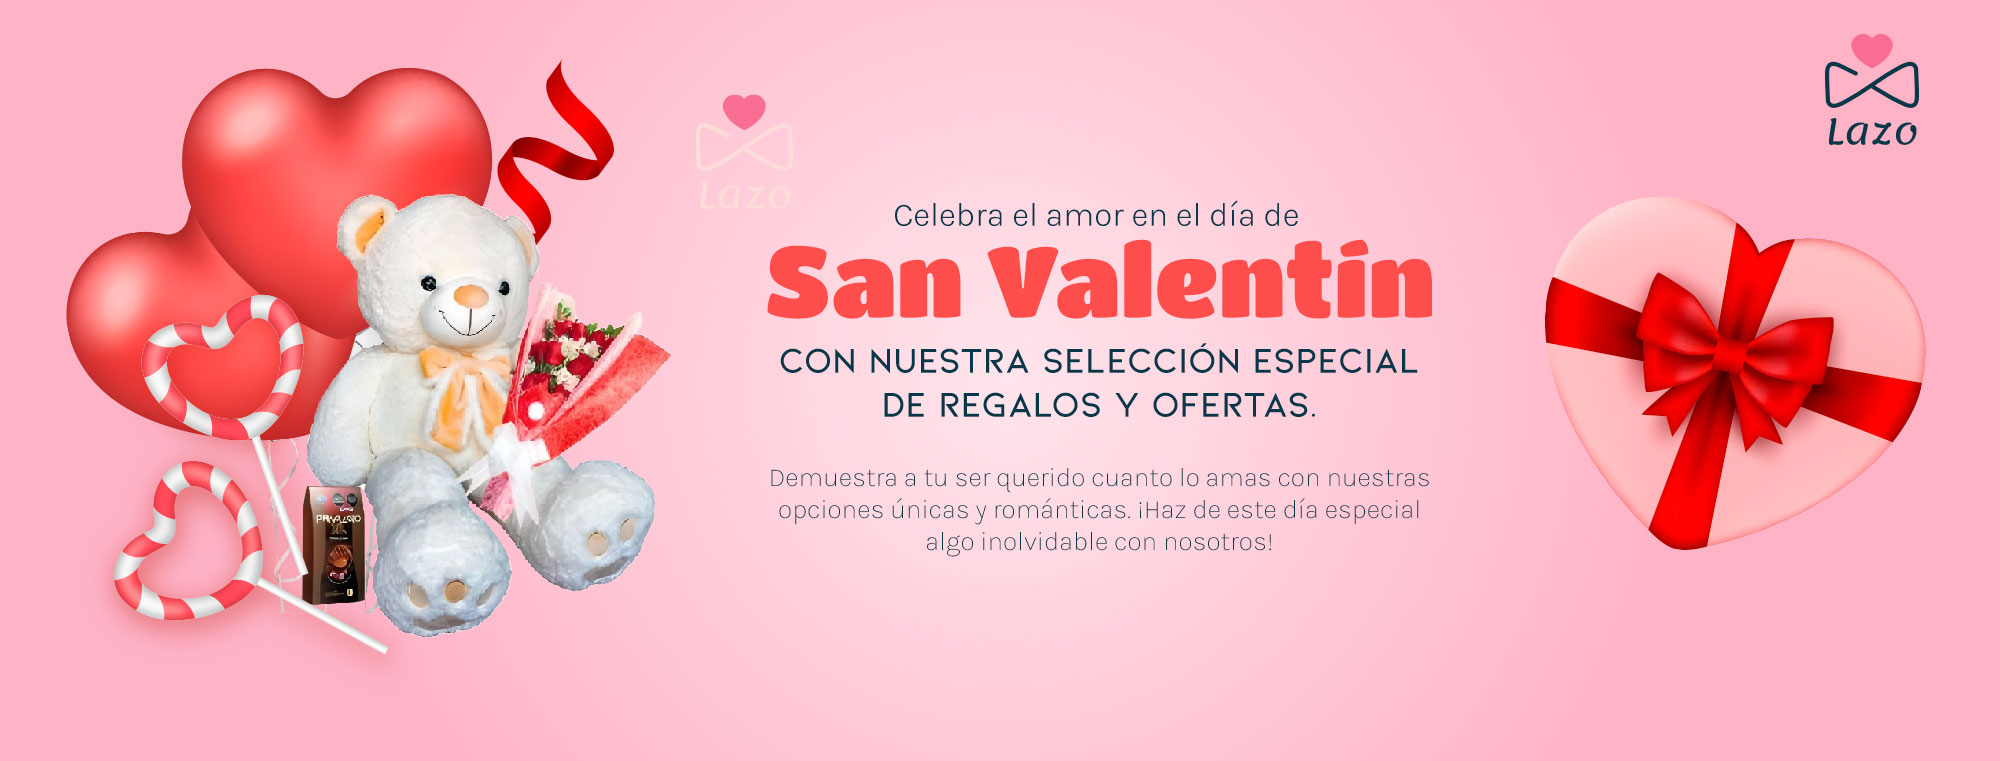 Lazo
Lazo
Celebra el amor en el día de
San Valentín
CON NUESTRA SELECCIÓN ESPECIAL
DE REGALOS Y OFERTAS.
Demuestra a tu ser querido cuanto lo amas con nuestras
opciones únicas y románticas. ¡Haz de este día especial
algo inolvidable con nosotros!